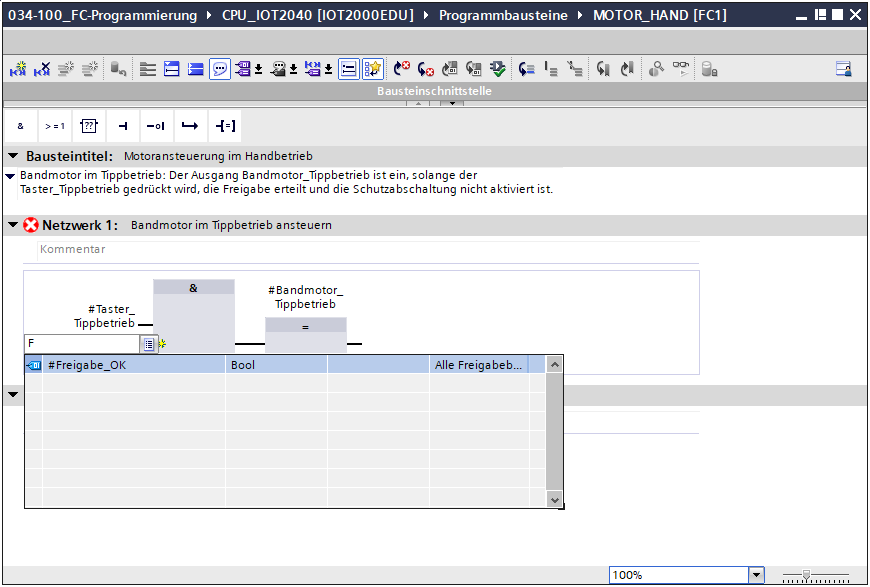 034-100_FC-Programmierung ▸ CPU_IOT2040 [IOT2000EDU] ▸ Programmbausteine ▸ MOTOR_HAND [FC1]
Bausteinschnittstelle
& >=1 ?? -o|
Bausteintitel: Motoransteuerung im Handbetrieb
Bandmotor im Tippbetrieb: Der Ausgang Bandmotor_Tippbetrieb ist ein, solange der
Taster_Tippbetrieb gedrückt wird, die Freigabe erteilt und die Schutzabschaltung nicht aktiviert ist.
Netzwerk 1: Bandmotor im Tippbetrieb ansteuern
Kommentar
&
#Bandmotor_
Tippbetrieb
#Taster_
Tippbetrieb
=
F
#Freigabe_OK Bool Alle Freigabeb...
100%